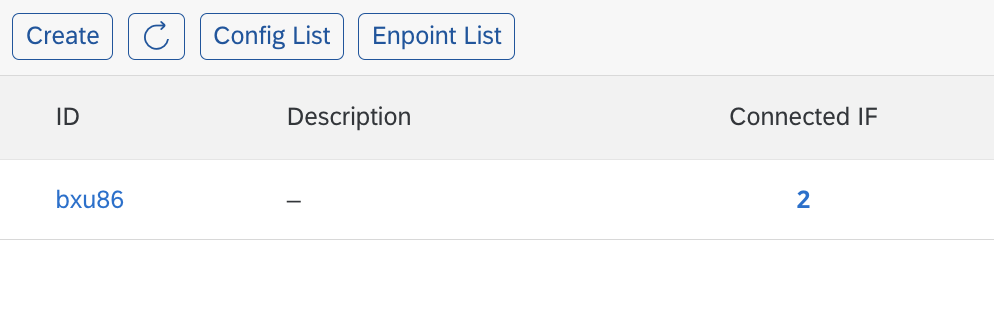 Create Config List Enpoint List
ID Description Connected IF
bxu86 – 2